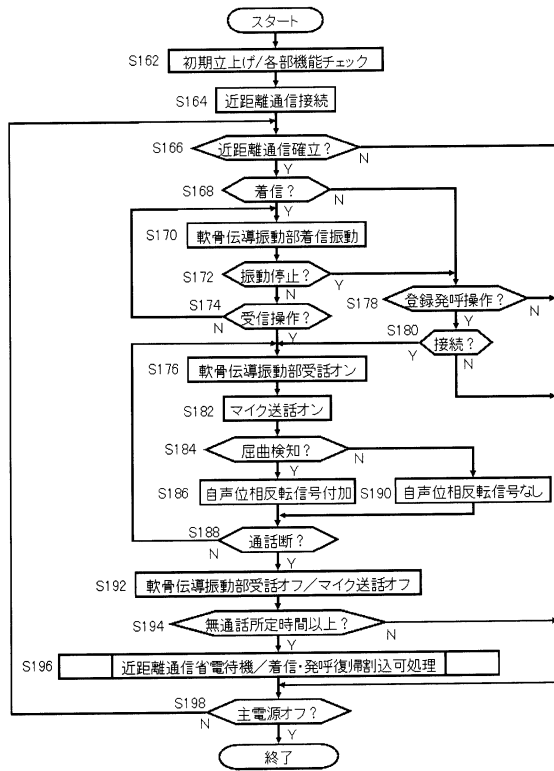 スタート
S162 初期立上げ/各部機能チェック
S164 近距離通信接続
S166 近距離通信確立？
N
Y
S168 着信？
N
Y
S170 軟骨伝導振動部着信振動
S172 振動停止？ Y
N
S178 登録発呼操作？
N
Y
S174 受信操作？
N
Y
S180 接続？
Y
N
S176 軟骨伝導振動部受話オン
S182 マイク送話オン
S184 屈曲検知？
N
Y
S186 自声位相反転信号付加
S190 自声位相反転信号なし
S188 通話断？
N
Y
S192 軟骨伝導振動部受話オフ／マイク送話オフ
S194 無通話所定時間以上？
N
Y
S196 近距離通信省電待機／着信・発呼復帰割込可処理
S198 主電源オフ？
N
Y
終了